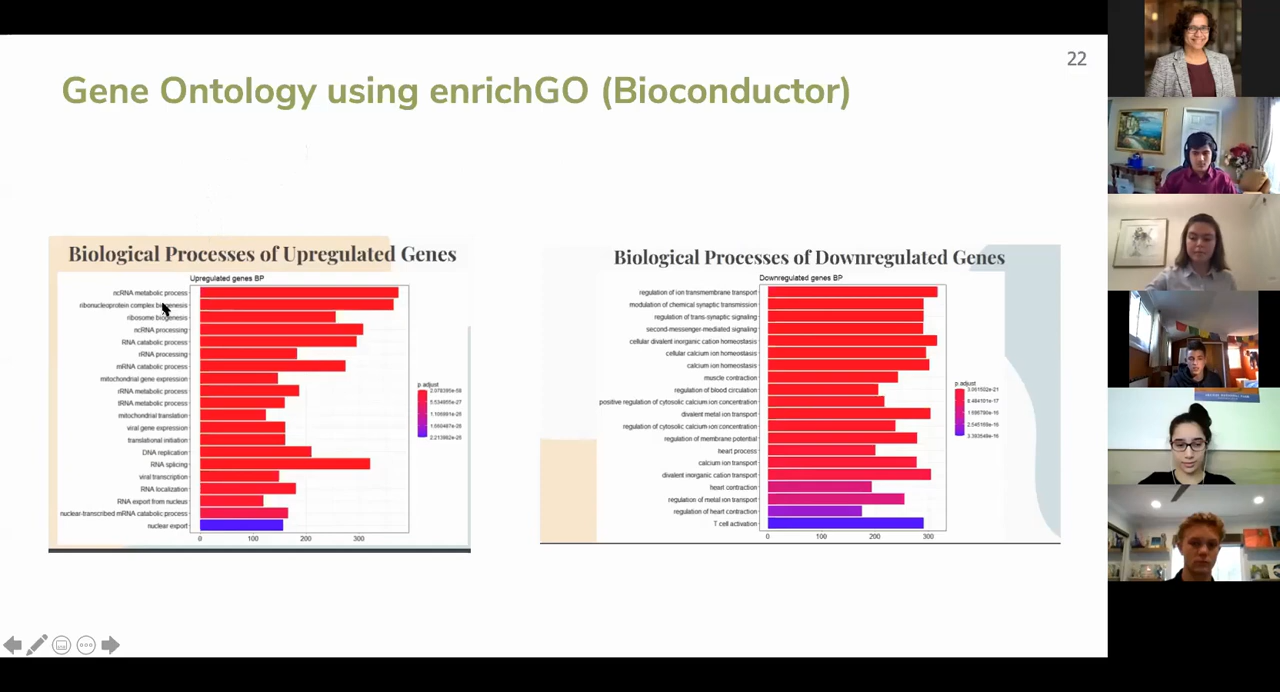 22
Gene Ontology using enrichGO (Bioconductor)
Biological Processes of Upregulated Genes
Upregulated genes BP
ncRNA metabolic process
ribonucleoprotein complex biogenesis
ribosome biogenesis
ncRNA processing
RNA catabolic process
rRNA processing
mRNA catabolic process
mitochondrial gene expression
rRNA metabolic process
tRNA metabolic process
mitochondrial translation
viral gene expression
translational initiation
DNA replication
RNA splicing
viral transcription
RNA localization
RNA export from nucleus
nuclear-transcribed mRNA catabolic process
nuclear export
0 100 200 300
p.adjust
Biological Processes of Downregulated Genes
Downregulated genes BP
regulation of ion transmembrane transport
modulation of chemical synaptic transmission
regulation of trans-synaptic signaling
second-messenger-mediated signaling
cellular divalent inorganic cation homeostasis
cellular calcium ion homeostasis
calcium ion homeostasis
muscle contraction
regulation of blood circulation
positive regulation of cytosolic calcium ion concentration
divalent metal ion transport
regulation of cytosolic calcium ion concentration
regulation of membrane potential
heart process
calcium ion transport
divalent inorganic cation transport
heart contraction
regulation of metal ion transport
regulation of heart contraction
T cell activation
0 100 200 300
p.adjust